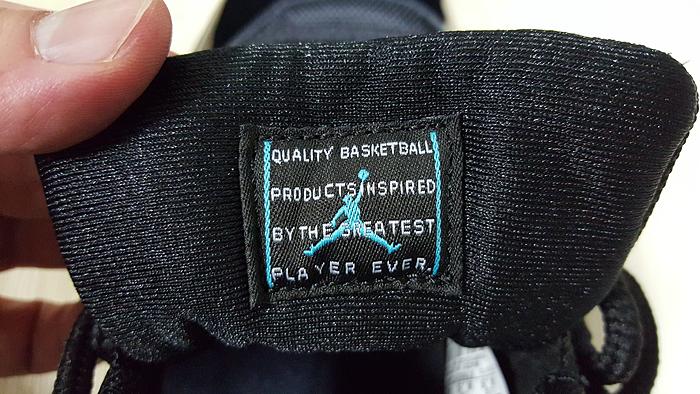 QUALITY BASKETBALL
PRODUCTS INSPIRED
BY THE GREATEST
PLAYER EVER.